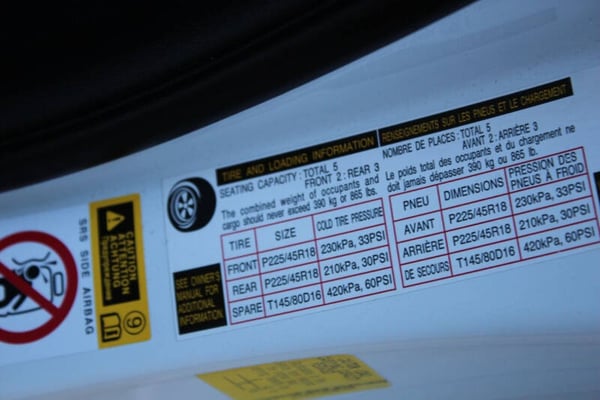 TIRE AND LOADING INFORMATION
SEATING CAPACITY: TOTAL 5
FRONT 2: REAR 3
The combined weight of occupants and
cargo should never exceed 390 kg or 865 lbs.
TIRE SIZE COLD TIRE PRESSURE
FRONT P225/45R18 230kPa, 33PSI
REAR P225/45R18 210kPa, 30PSI
SPARE T145/80D16 420kPa, 60PSI
SEE OWNER'S
MANUAL FOR
ADDITIONAL
INFORMATION.
RENSEIGNEMENTS SUR LES PNEUS ET LE CHARGEMENT
NOMBRE DE PLACES: TOTAL 5
AVANT 2: ARRIÈRE 3
Le poids total des occupants et du chargement ne
doit jamais dépasser 390 kg ou 865 lb.
PNEU DIMENSIONS PRESSION DES
PNEUS À FROID
AVANT P225/45R18 230kPa, 33PSI
ARRIÈRE P225/45R18 210kPa, 30PSI
DE SECOURS T145/80D16 420kPa, 60PSI
SRS SIDE AIRBAG
CAUTION
ATTENTION
9